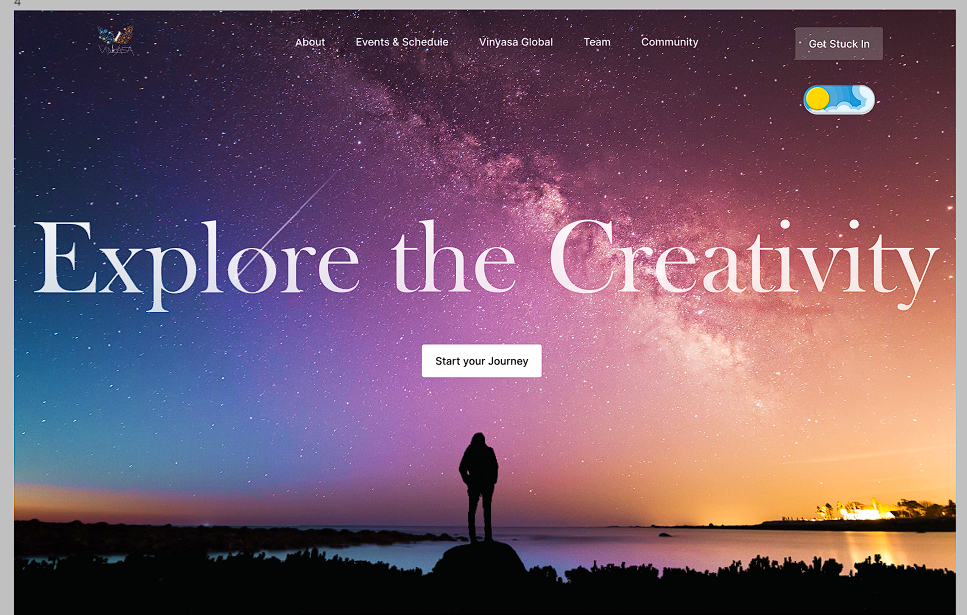 4
VINYASA
About
Events & Schedule
Vinyasa Global
Team
Community
Get Stuck In
Explore the Creativity
Start your Journey